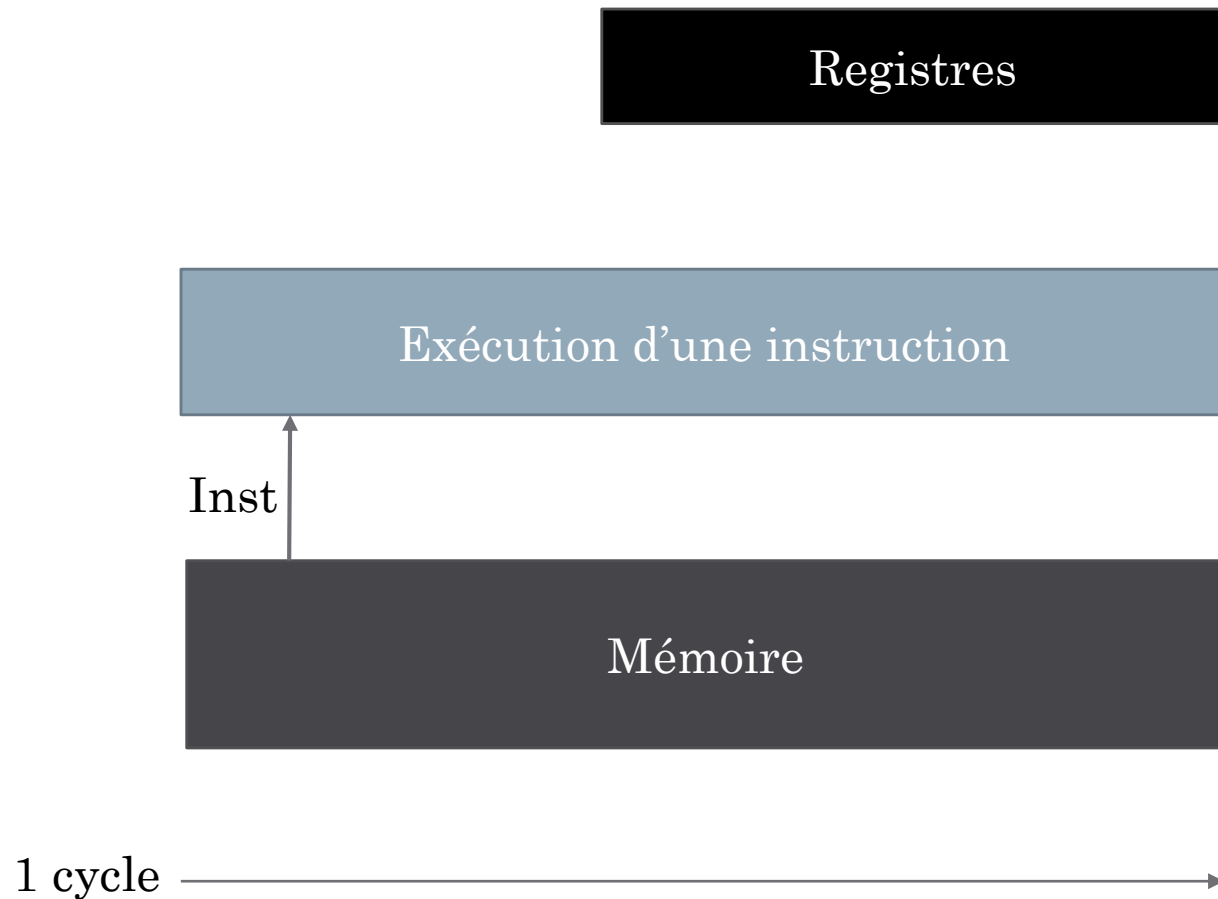 Registres
Exécution d’une instruction
Inst
Mémoire
1 cycle